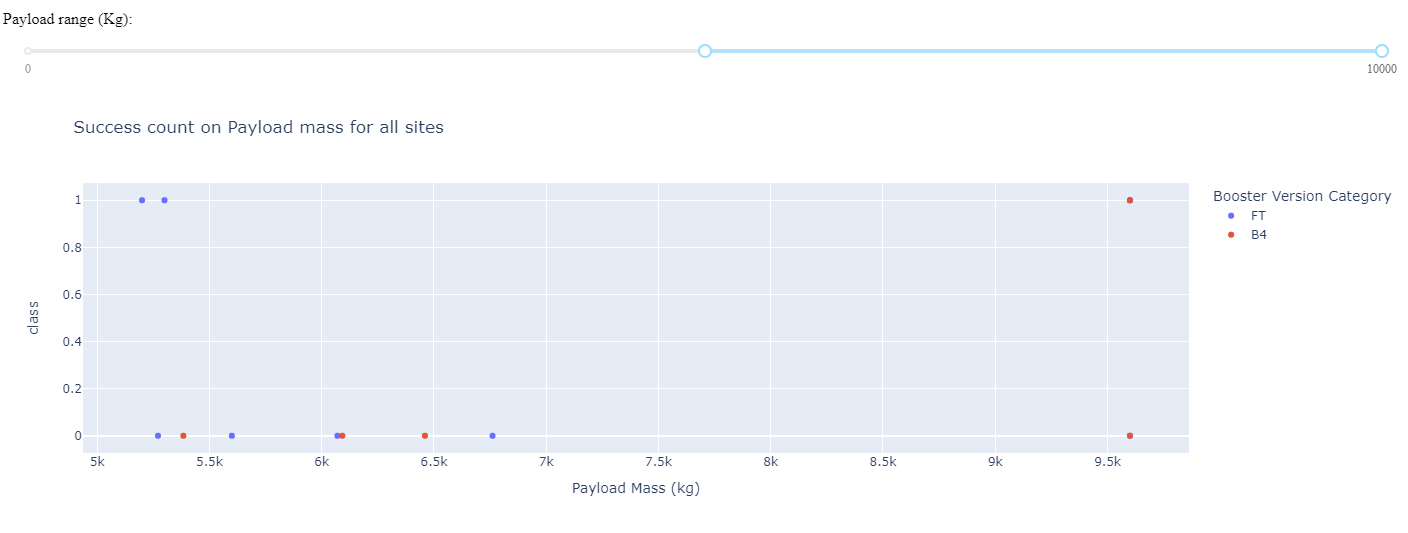 Payload range (Kg):
0 10000
Success count on Payload mass for all sites
Booster Version Category
FT
B4
1
0.8
0.6
0.4
0.2
0
class
5k 5.5k 6k 6.5k 7k 7.5k 8k 8.5k 9k 9.5k
Payload Mass (kg)